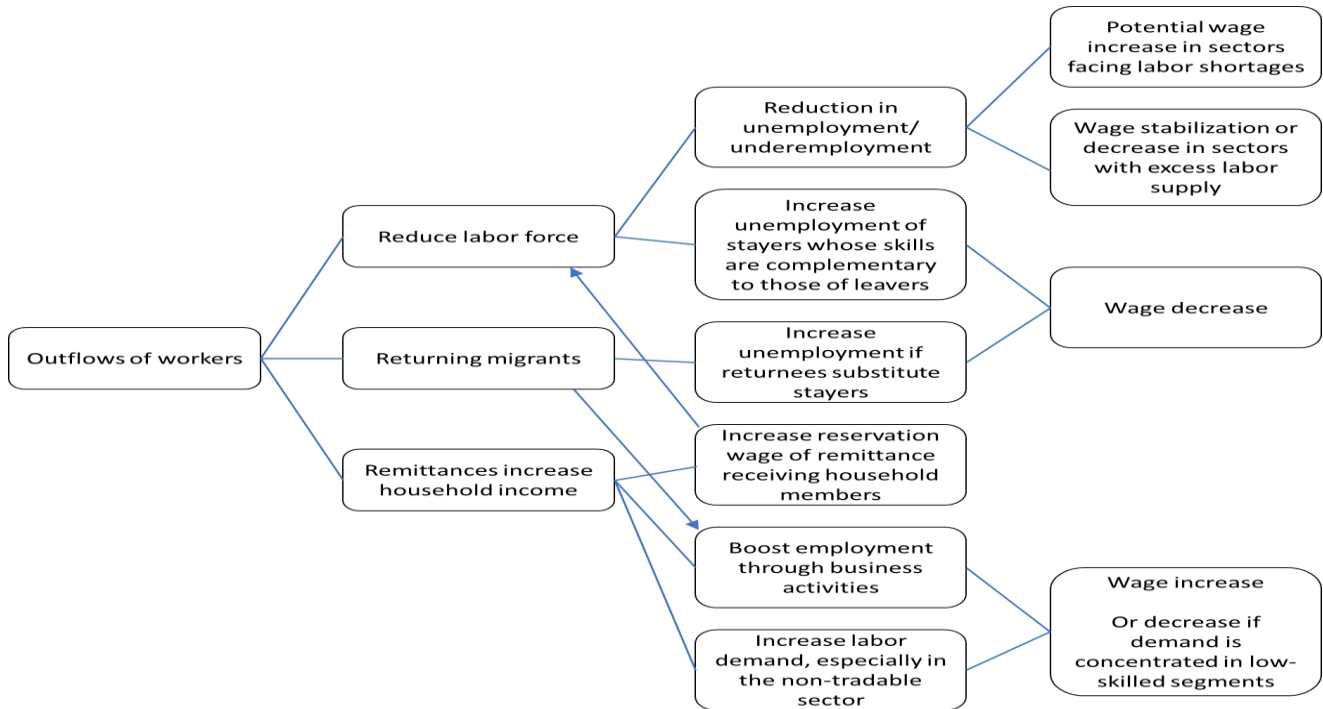 Outflows of workers
Reduce labor force
Returning migrants
Remittances increase
household income
Reduction in
unemployment/
underemployment
Increase
unemployment of
stayers whose skills
are complementary
to those of leavers
Increase
unemployment if
returnees substitute
stayers
Increase reservation
wage of remittance
receiving household
members
Boost employment
through business
activities
Increase labor
demand, especially in
the non-tradable
sector
Potential wage
increase in sectors
facing labor shortages
Wage stabilization or
decrease in sectors
with excess labor
supply
Wage decrease
Wage increase
Or decrease if
demand is
concentrated in low-
skilled segments